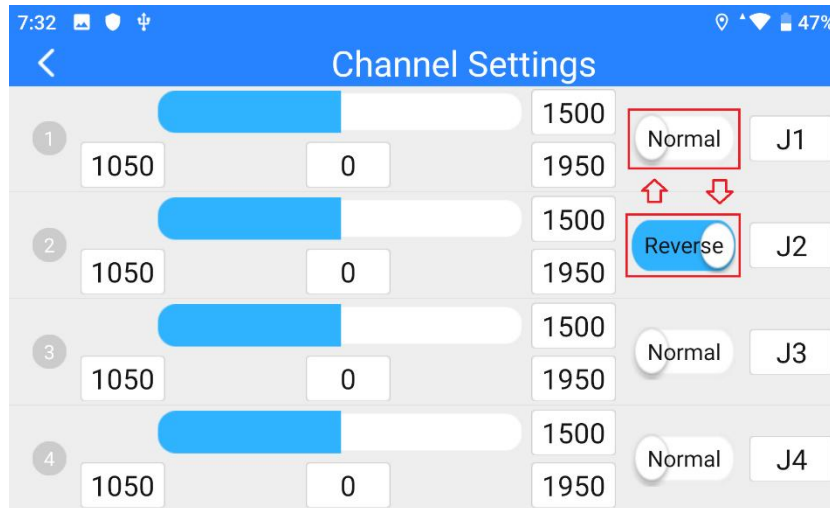 7:32 47%
Channel Settings
1 1500 Normal J1
1050 0 1950
2 1500 Reverse J2
1050 0 1950
3 1500 Normal J3
1050 0 1950
4 1500 Normal J4
1050 0 1950